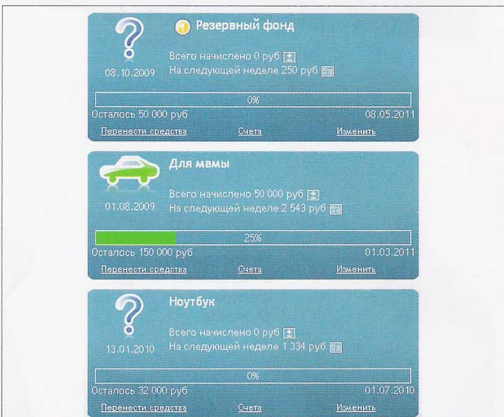 Резервный фонд
Всего начислено 0 руб
08.10.2009 На следующей неделе 250 руб
0%
Осталось 50 000 руб 08.05.2011
Перенести средства Счета Изменить
Для мамы
Всего начислено 50 000 руб
01.08.2009 На следующей неделе 2 543 руб
25%
Осталось 150 000 руб 01.03.2011
Перенести средства Счета Изменить
Ноутбук
Всего начислено 0 руб
13.01.2010 На следующей неделе 1 334 руб
0%
Осталось 32 000 руб 01.07.2010
Перенести средства Счета Изменить